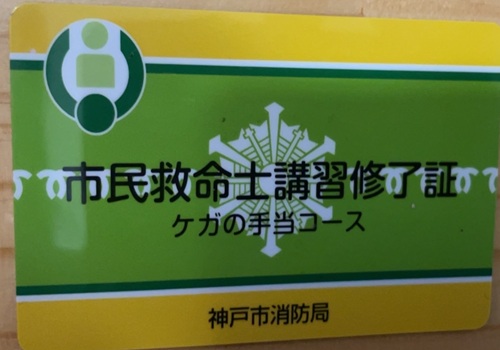 市民救命士講習修了証
ケガの手当コース
神戸市消防局